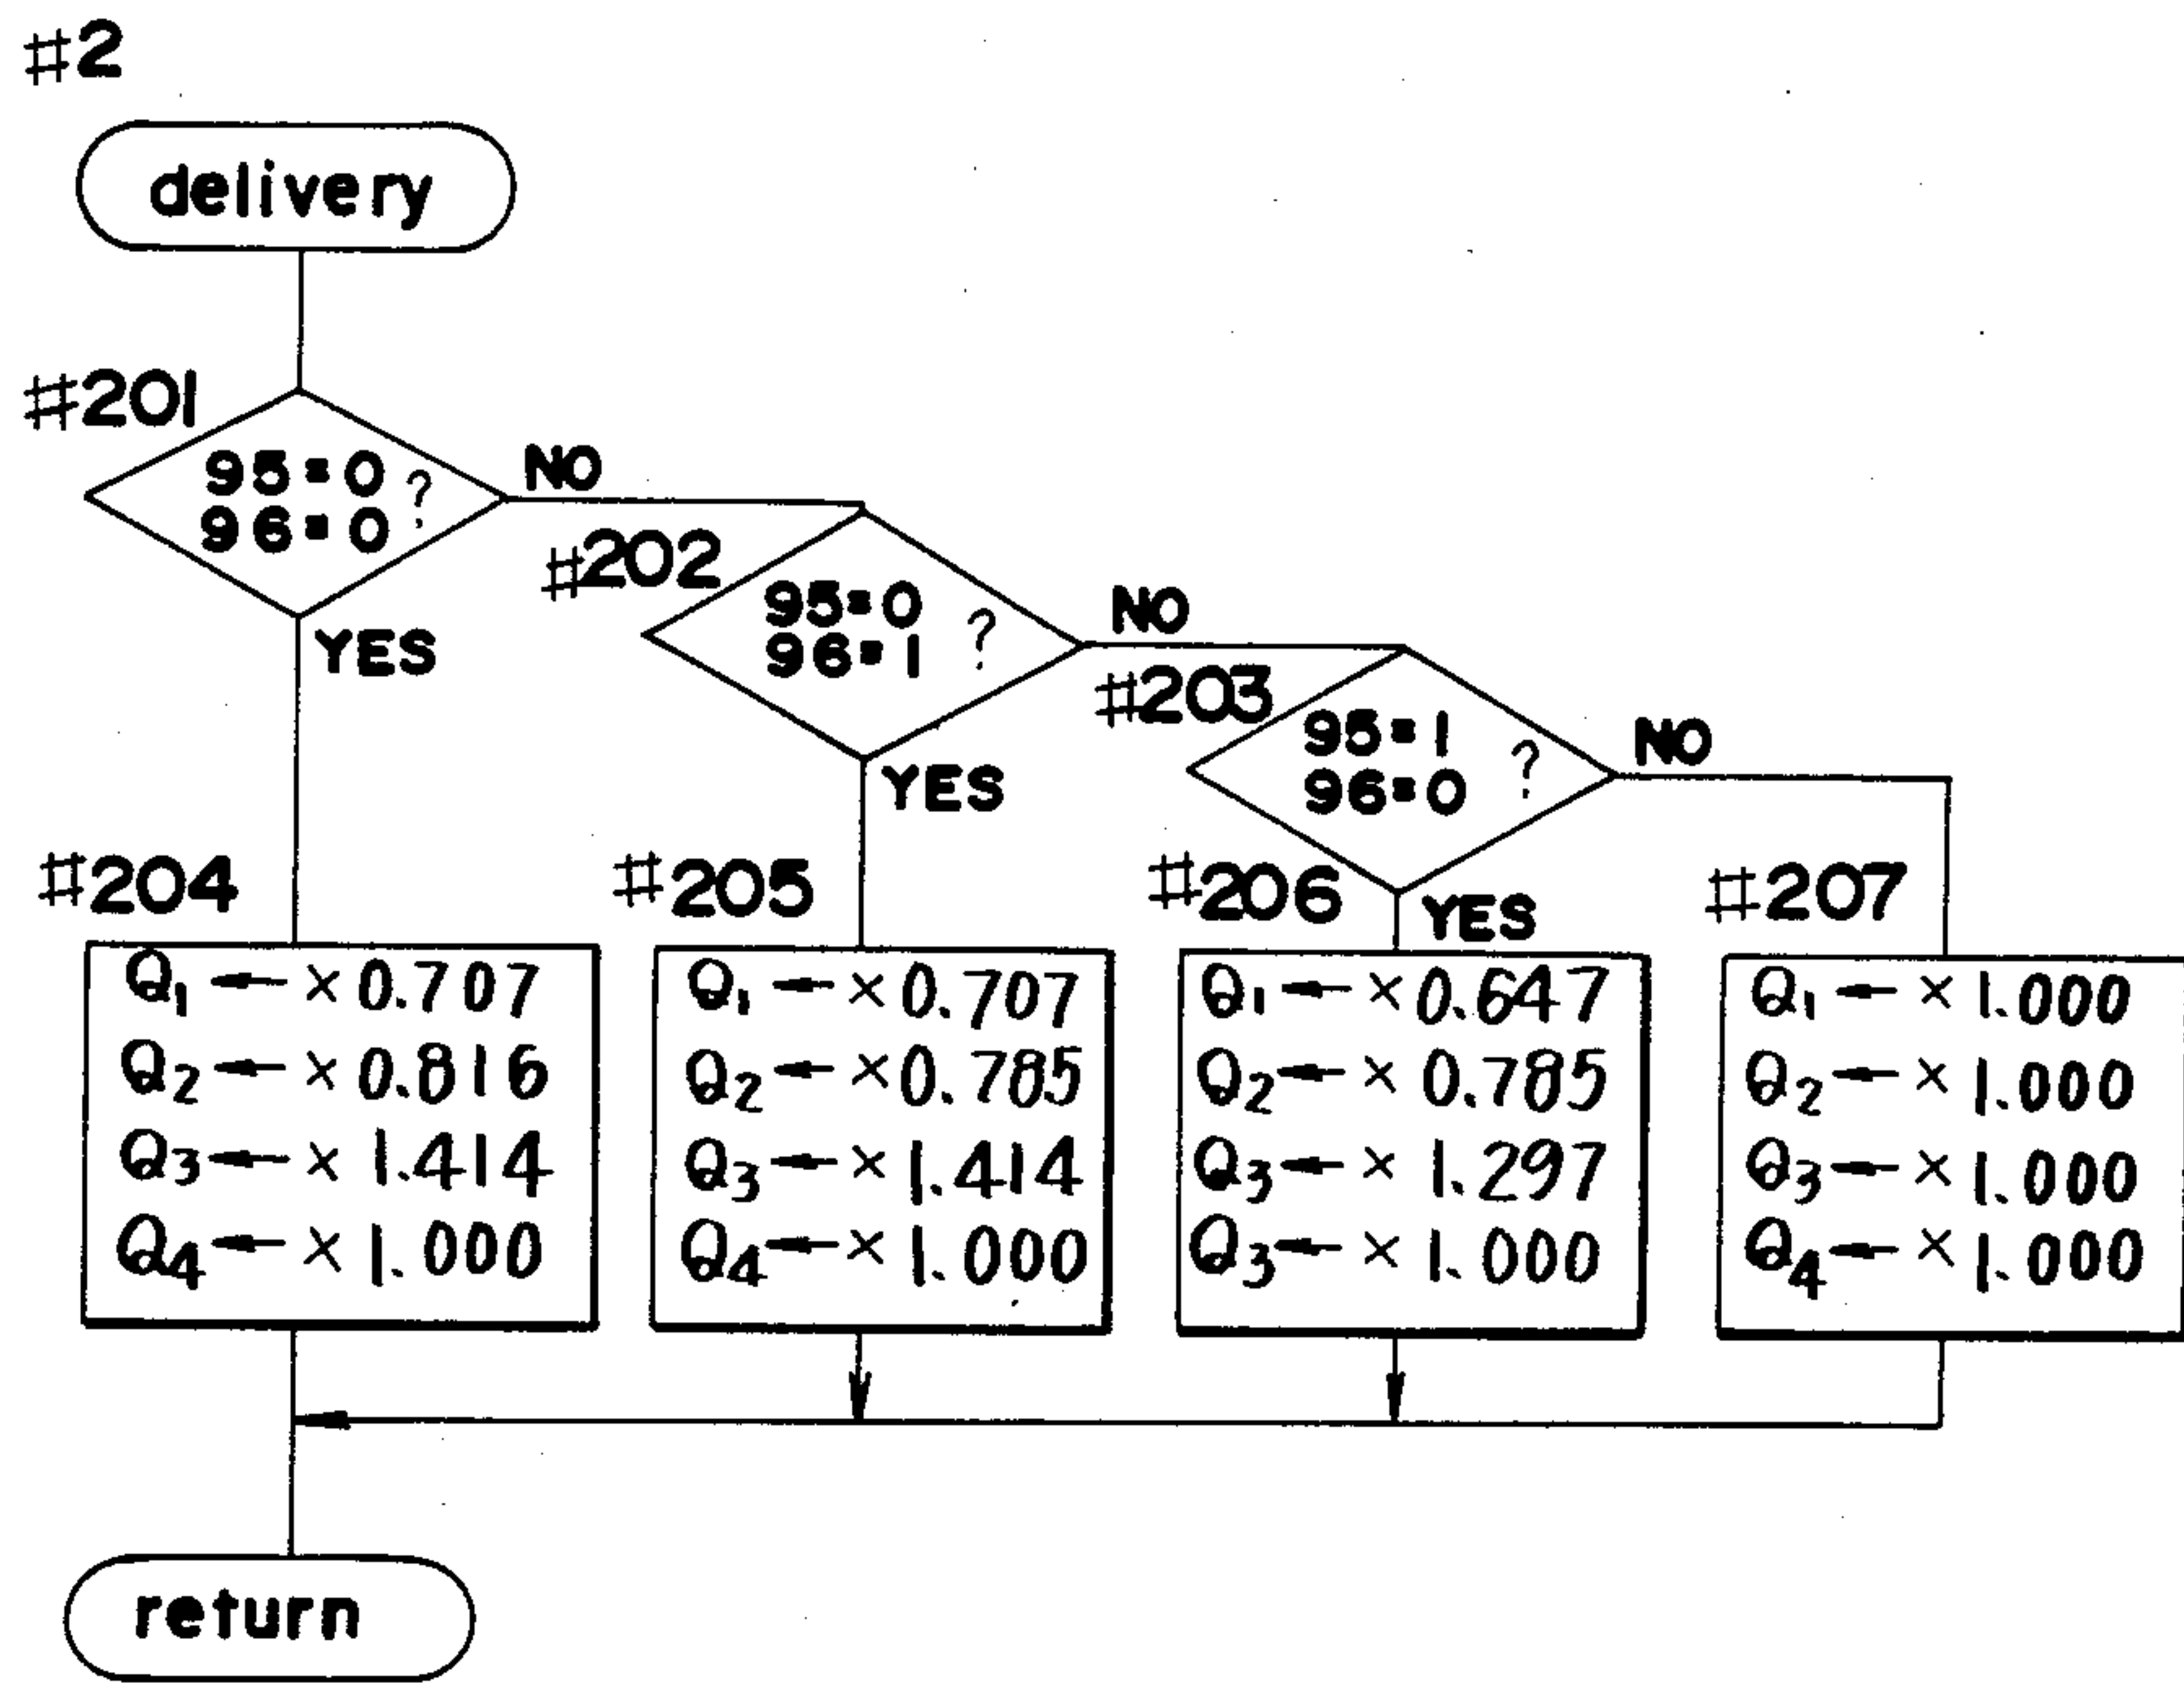 #2
delivery
#201
95=0 ?
96=0
NO
YES
#202
95=0 ?
96=1
NO
YES
#203
95=1 ?
96=0
NO
YES
#204
Q1 ← × 0.707
Q2 ← × 0.816
Q3 ← × 1.414
Q4 ← × 1.000
#205
Q1 ← × 0.707
Q2 ← × 0.785
Q3 ← × 1.414
Q4 ← × 1.000
#206
Q1 ← × 0.647
Q2 ← × 0.785
Q3 ← × 1.297
Q3 ← × 1.000
#207
Q1 ← × 1.000
Q2 ← × 1.000
Q3 ← × 1.000
Q4 ← × 1.000
return